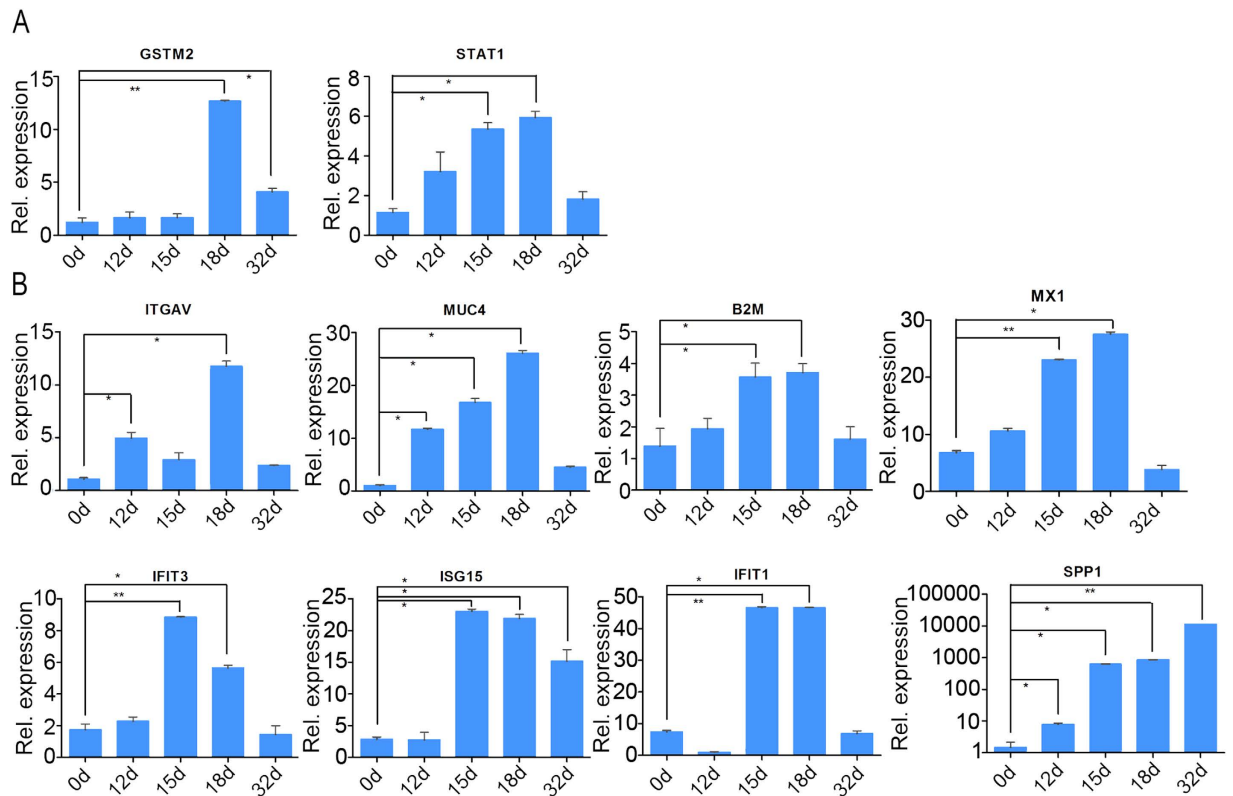 A
GSTM2
Rel. expression
15
10
5
0
**
*
0d 12d 15d 18d 32d
STAT1
Rel. expression
8
6
4
2
0
*
*
0d 12d 15d 18d 32d
B
ITGAV
Rel. expression
15
10
5
0
*
*
0d 12d 15d 18d 32d
MUC4
Rel. expression
30
20
10
0
*
*
*
0d 12d 15d 18d 32d
B2M
Rel. expression
5
4
3
2
1
0
*
*
0d 12d 15d 18d 32d
MX1
Rel. expression
30
20
10
0
*
**
0d 12d 15d 18d 32d
IFIT3
Rel. expression
10
8
6
4
2
0
*
**
0d 12d 15d 18d 32d
ISG15
Rel. expression
25
20
15
10
5
0
*
*
*
0d 12d 15d 18d 32d
IFIT1
Rel. expression
50
40
30
20
10
0
*
**
0d 12d 15d 18d 32d
SPP1
Rel. expression
100000
10000
1000
100
10
1
*
**
*
*
*
0d 12d 15d 18d 32d